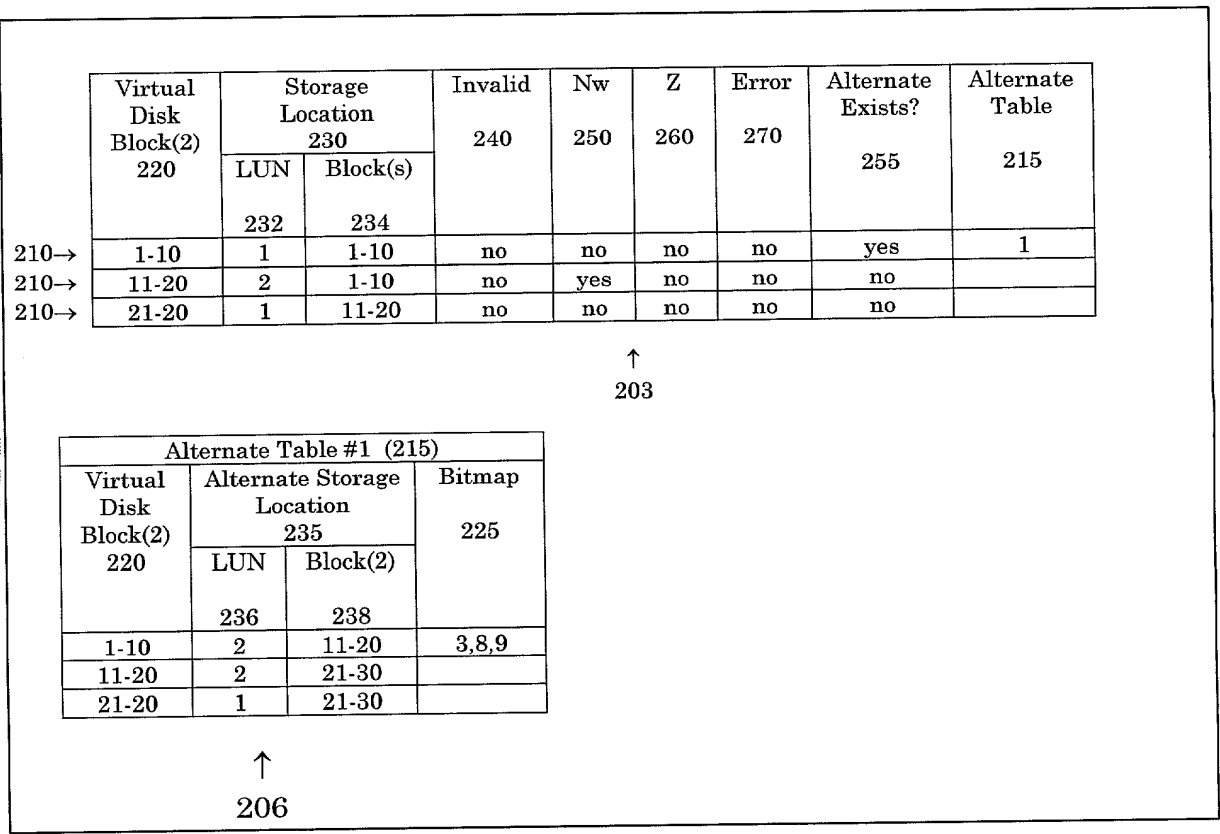 Virtual Disk Block(2) 220 | Storage Location 230 | Invalid 240 | Nw 250 | Z 260 | Error 270 | Alternate Exists? 255 | Alternate Table 215
LUN 232 | Block(s) 234
210→ 1-10 | 1 | 1-10 | no | no | no | no | yes | 1
210→ 11-20 | 2 | 1-10 | no | yes | no | no | no
210→ 21-20 | 1 | 11-20 | no | no | no | no | no
↑
203
Alternate Table #1 (215)
Virtual Disk Block(2) 220 | Alternate Storage Location 235 | Bitmap 225
LUN 236 | Block(2) 238
1-10 | 2 | 11-20 | 3,8,9
11-20 | 2 | 21-30
21-20 | 1 | 21-30
↑
206